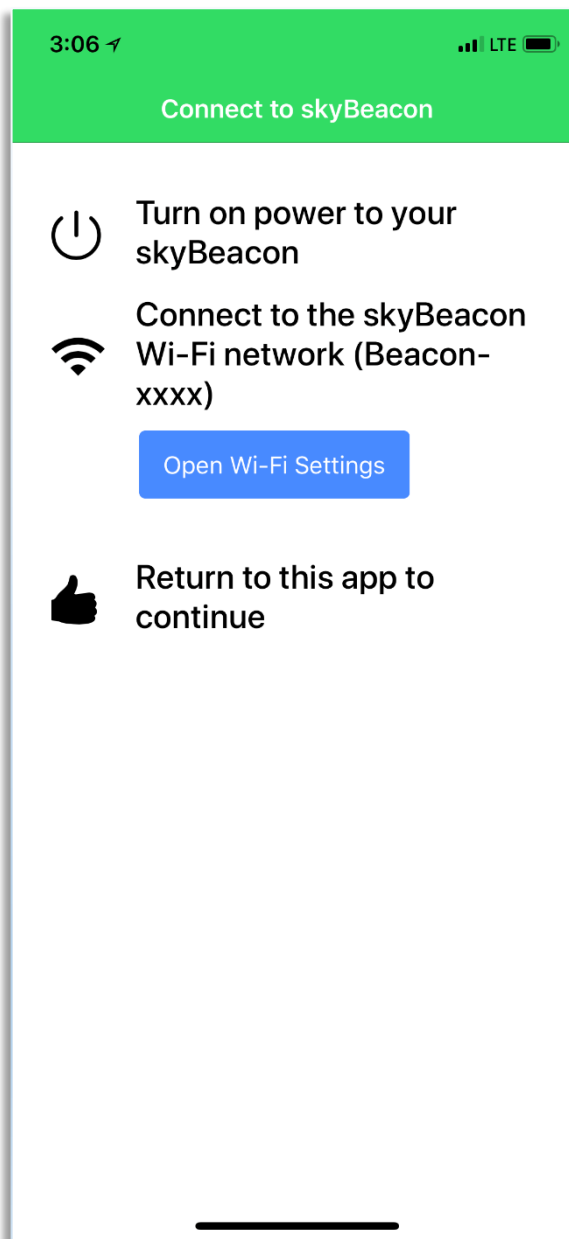 3:06 LTE
Connect to skyBeacon
Turn on power to your
skyBeacon
Connect to the skyBeacon
Wi-Fi network (Beacon-
xxxx)
Open Wi-Fi Settings
Return to this app to
continue